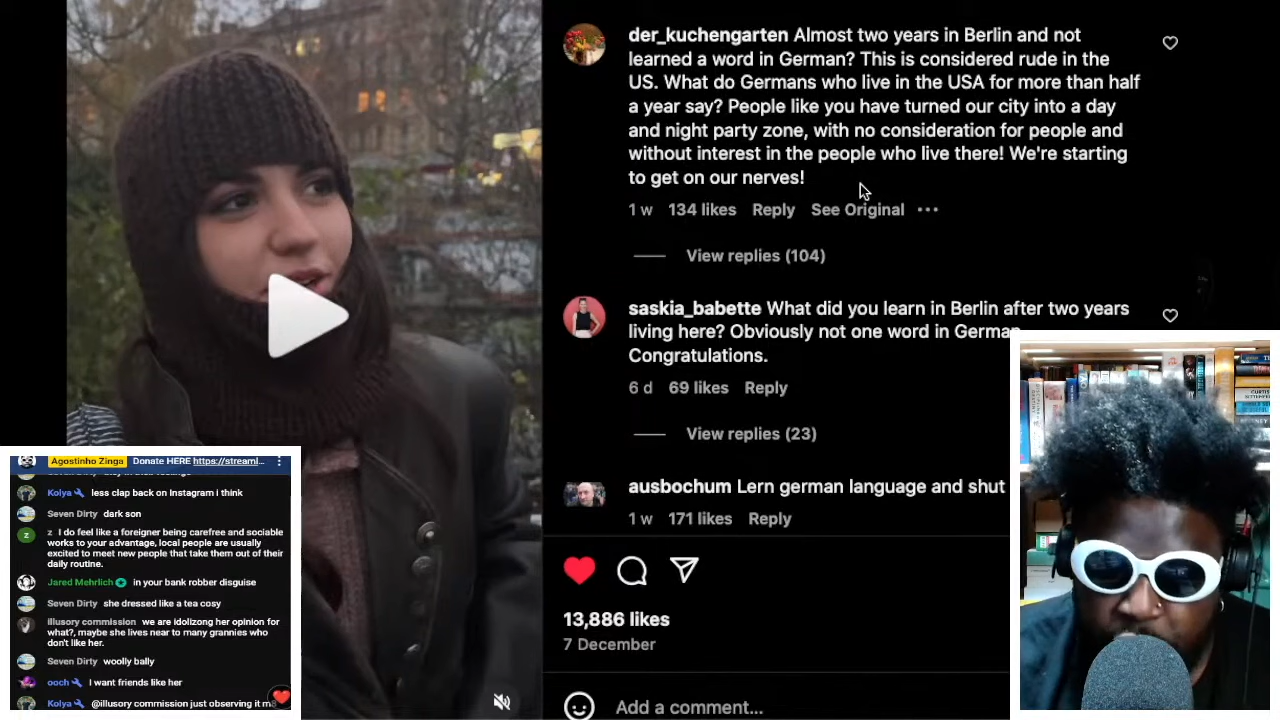 der_kuchengarten Almost two years in Berlin and not
learned a word in German? This is considered rude in the
US. What do Germans who live in the USA for more than half
a year say? People like you have turned our city into a day
and night party zone, with no consideration for people and
without interest in the people who live there! We're starting
to get on our nerves!
1 w 134 likes Reply See Original •••
View replies (104)
saskia_babette What did you learn in Berlin after two years
living here? Obviously not one word in German
Congratulations.
6 d 69 likes Reply
View replies (23)
ausbochum Lern german language and shut
1 w 171 likes Reply
13,886 likes
7 December
Add a comment...
Agostinho Zinga Donate HERE https://streaml...
Kolya less clap back on Instagram i think
Seven Dirty dark son
z I do feel like a foreigner being carefree and sociable
works to your advantage, local people are usually
excited to meet new people that take them out of their
daily routine.
Jared Mehrlich in your bank robber disguise
Seven Dirty she dressed like a tea cosy
illusory commission we are idolizong her opinion for
what?, maybe she lives near to many grannies who
don't like her.
Seven Dirty woolly bally
ooch I want friends like her
Kolya @illusory commission just observing it